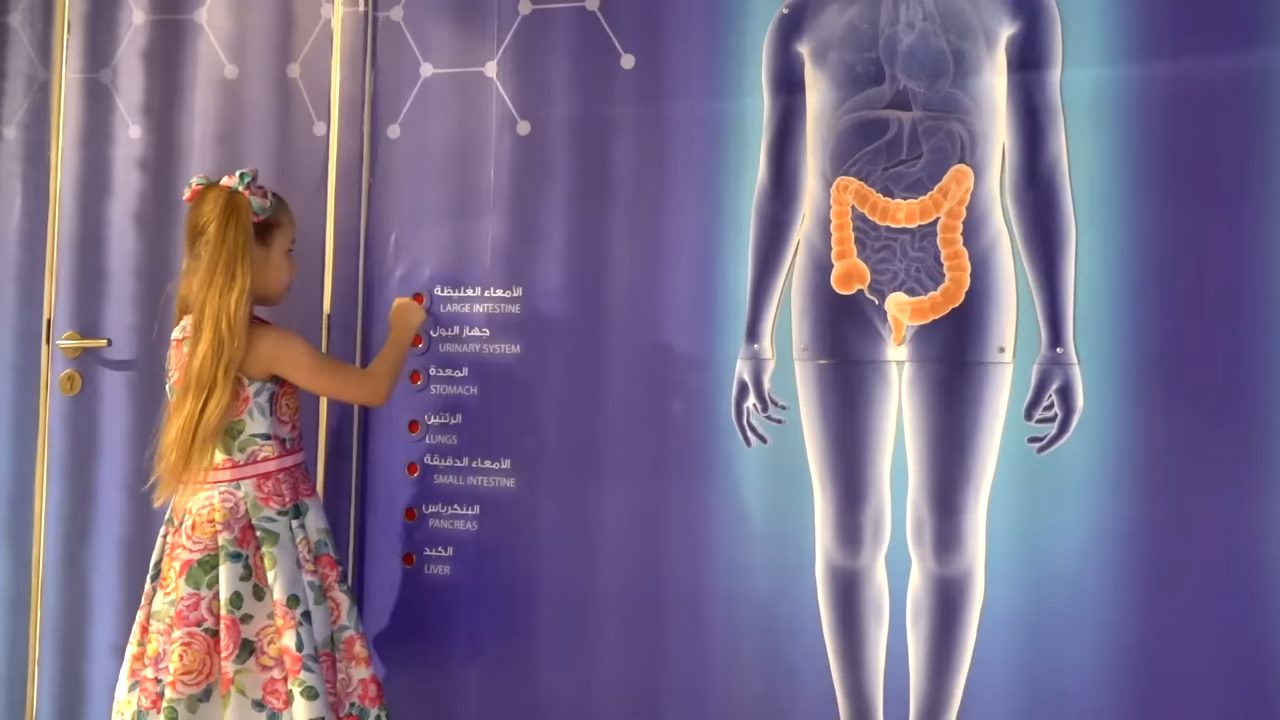 الأمعاء الغليظة
LARGE INTESTINE
جهاز البول
URINARY SYSTEM
المعدة
STOMACH
الرئتين
LUNGS
الأمعاء الدقيقة
SMALL INTESTINE
البنكرياس
PANCREAS
الكبد
LIVER